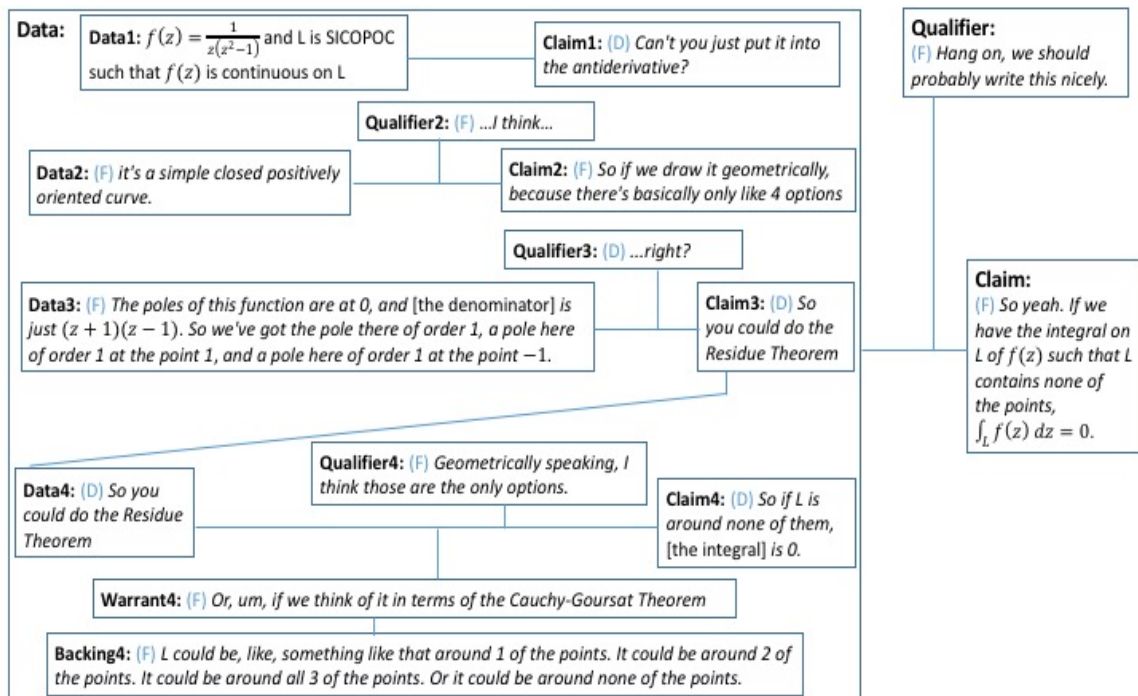 Data:
Data1: f(z) = 1/(z(z²−1)) and L is SICOPOC
such that f(z) is continuous on L
Claim1: (D) Can't you just put it into
the antiderivative?
Qualifier:
(F) Hang on, we should
probably write this nicely.
Qualifier2: (F) ...I think...
Data2: (F) it's a simple closed positively
oriented curve.
Claim2: (F) So if we draw it geometrically,
because there's basically only like 4 options
Qualifier3: (D) ...right?
Data3: (F) The poles of this function are at 0, and [the denominator] is
just (z + 1)(z − 1). So we've got the pole there of order 1, a pole here
of order 1 at the point 1, and a pole here of order 1 at the point −1.
Claim3: (D) So
you could do the
Residue Theorem
Claim:
(F) So yeah. If we
have the integral on
L of f(z) such that L
contains none of
the points,
∫_L f(z) dz = 0.
Data4: (D) So you
could do the Residue
Theorem
Qualifier4: (F) Geometrically speaking, I
think those are the only options.
Claim4: (D) So if L is
around none of them,
[the integral] is 0.
Warrant4: (F) Or, um, if we think of it in terms of the Cauchy-Goursat Theorem
Backing4: (F) L could be, like, something like that around 1 of the points. It could be around 2 of
the points. It could be around all 3 of the points. Or it could be around none of the points.